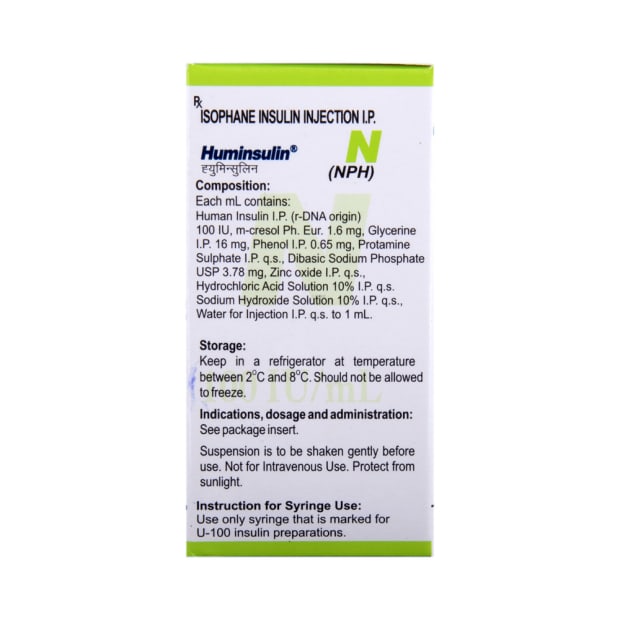 Rx
ISOPHANE INSULIN INJECTION I.P.
Huminsulin® N
ह्युमिन्सुलिन (NPH)
Composition:
Each mL contains:
Human Insulin I.P. (r-DNA origin)
100 IU, m-cresol Ph. Eur. 1.6 mg, Glycerine
I.P. 16 mg, Phenol I.P. 0.65 mg, Protamine
Sulphate I.P. q.s., Dibasic Sodium Phosphate
USP 3.78 mg, Zinc oxide I.P. q.s.,
Hydrochloric Acid Solution 10% I.P. q.s.
Sodium Hydroxide Solution 10% I.P. q.s.,
Water for Injection I.P. q.s. to 1 mL.
Storage:
Keep in a refrigerator at temperature
between 2°C and 8°C. Should not be allowed
to freeze.
100 IU/mL
Indications, dosage and administration:
See package insert.
Suspension is to be shaken gently before
use. Not for Intravenous Use. Protect from
sunlight.
Instruction for Syringe Use:
Use only syringe that is marked for
U-100 insulin preparations.